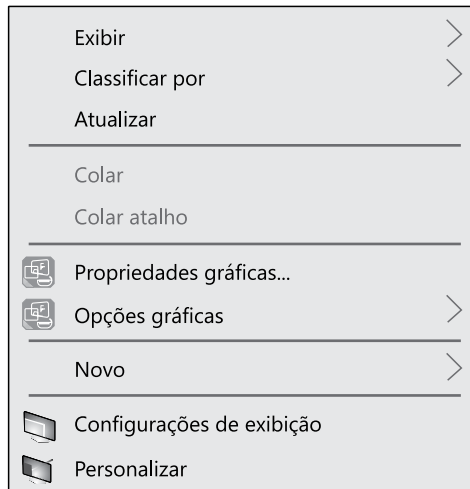 Exibir
Classificar por
Atualizar
Colar
Colar atalho
Propriedades gráficas...
Opções gráficas
Novo
Configurações de exibição
Personalizar